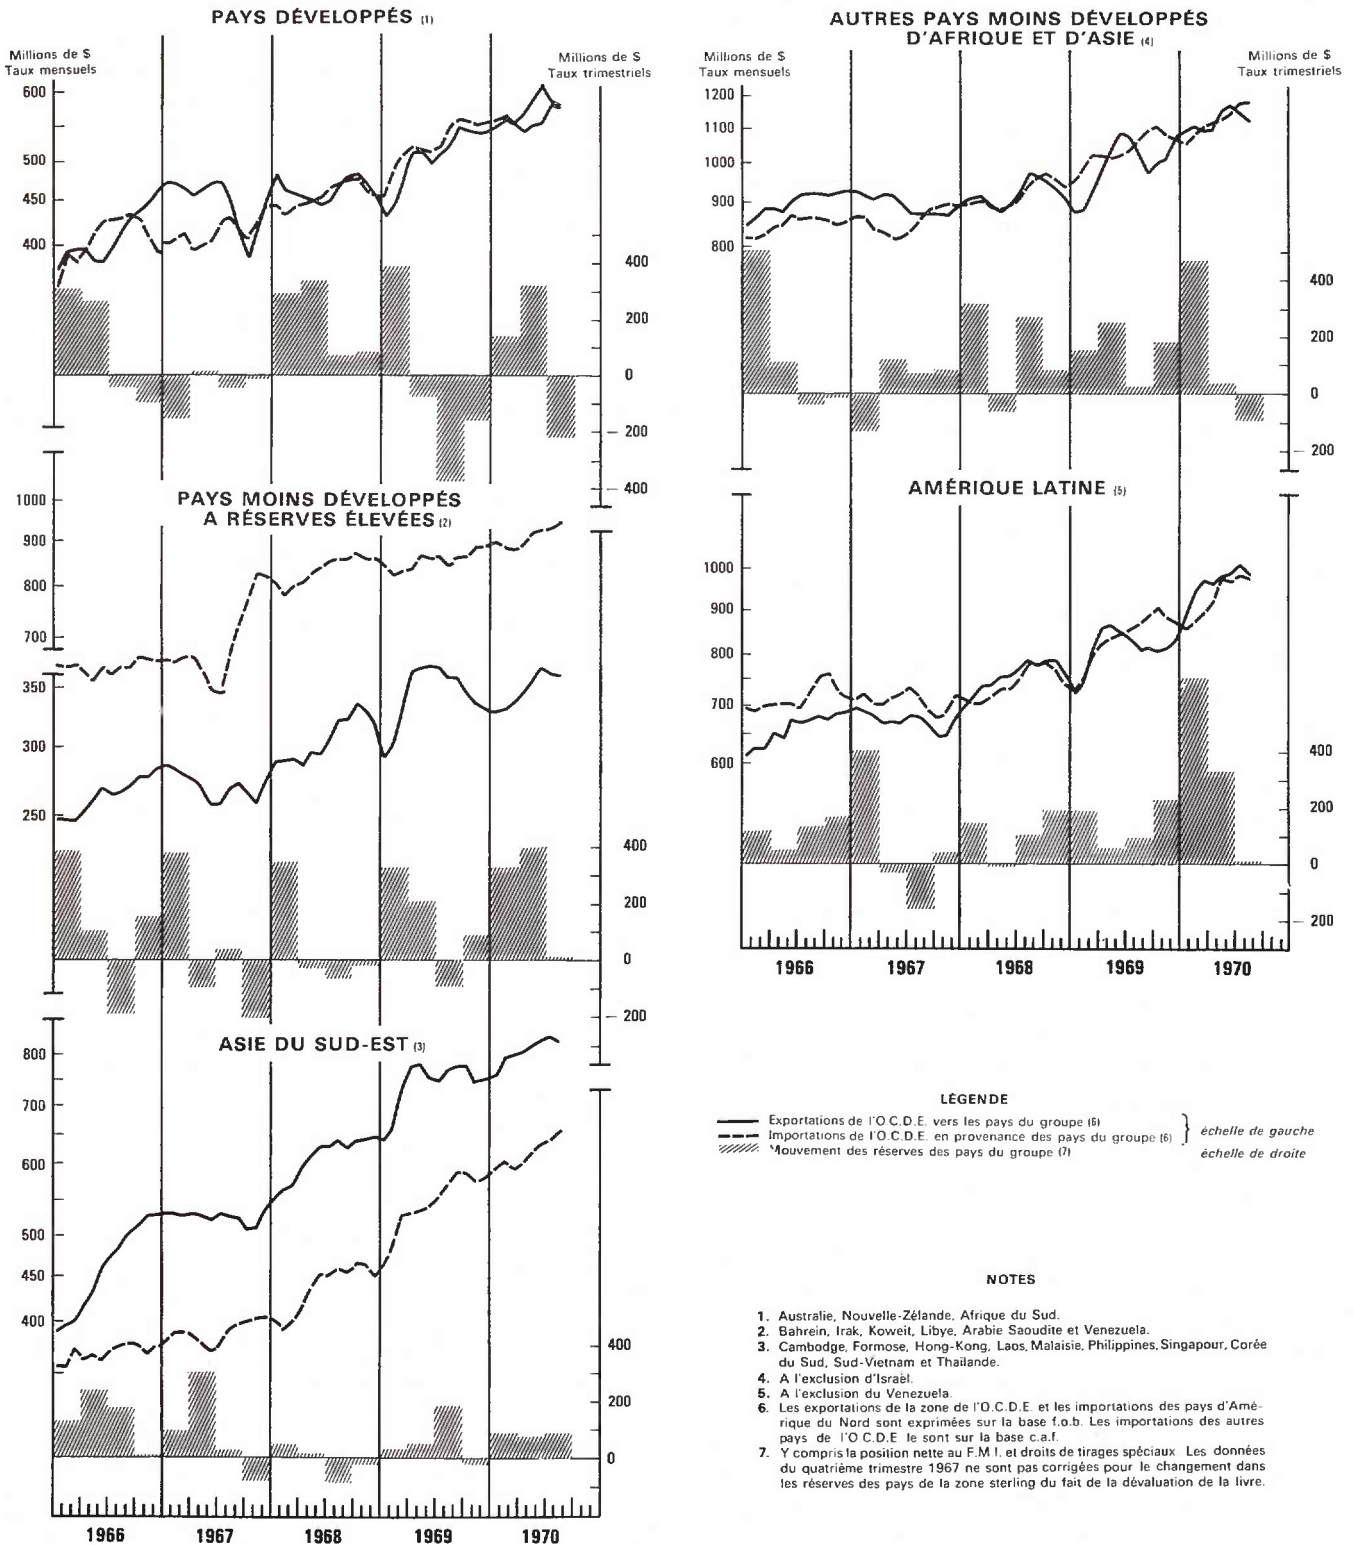 PAYS DÉVELOPPÉS (1)
Millions de $
Taux mensuels
Millions de $
Taux trimestriels
600
500
450
400
400
200
0
— 200
— 400
PAYS MOINS DÉVELOPPÉS
A RÉSERVES ÉLEVÉES (2)
1000
900
800
700
350
300
250
400
200
0
— 200
ASIE DU SUD-EST (3)
800
700
600
500
450
400
400
200
0
1966 1967 1968 1969 1970
AUTRES PAYS MOINS DÉVELOPPÉS
D'AFRIQUE ET D'ASIE (4)
Millions de $
Taux mensuels
Millions de $
Taux trimestriels
1200
1100
1000
900
800
400
200
0
— 200
AMÉRIQUE LATINE (5)
1000
900
800
700
600
400
200
0
— 200
1966 1967 1968 1969 1970
LÉGENDE
Exportations de l'O C.D.E. vers les pays du groupe (6)
Importations de l'O.C.D.E. en provenance des pays du groupe (6)
échelle de gauche
Mouvement des réserves des pays du groupe (7)
échelle de droite
NOTES
1. Australie, Nouvelle-Zélande, Afrique du Sud.
2. Bahrein, Irak, Koweit, Libye, Arabie Saoudite et Venezuela.
3. Cambodge, Formose, Hong-Kong, Laos, Malaisie, Philippines, Singapour, Corée
du Sud, Sud-Vietnam et Thaïlande.
4. A l'exclusion d'Israël.
5. A l'exclusion du Venezuela.
6. Les exportations de la zone de l'O.C.D.E. et les importations des pays d'Amé-
rique du Nord sont exprimées sur la base f.o.b. Les importations des autres
pays de l'O C.D.E. le sont sur la base c.a.f.
7. Y compris la position nette au F.M.I. et droits de tirages spéciaux Les données
du quatrième trimestre 1967 ne sont pas corrigées pour le changement dans
les réserves des pays de la zone sterling du fait de la dévaluation de la livre.